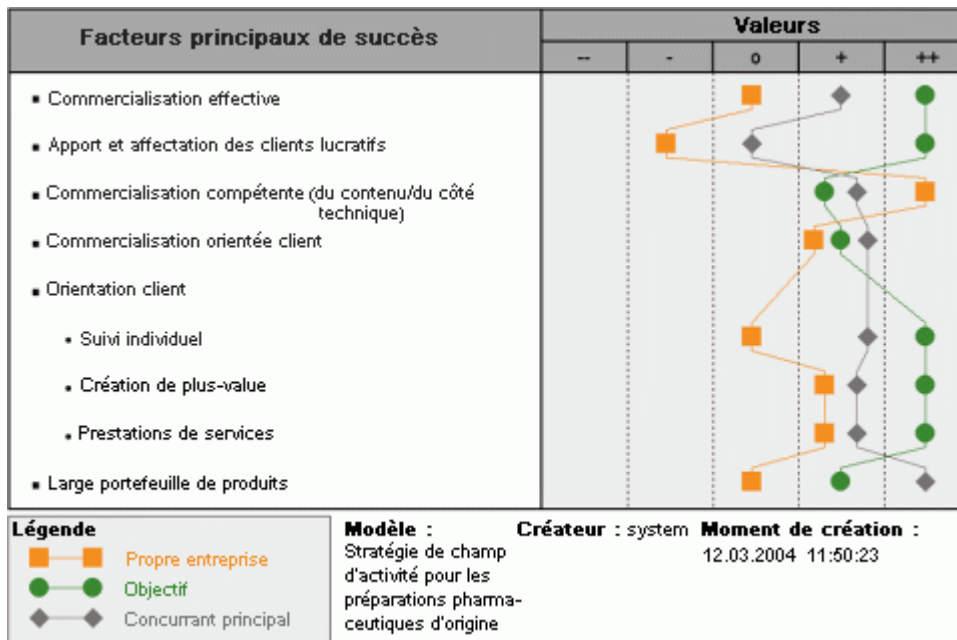 Facteurs principaux de succès
Valeurs
-- - o + ++
▪ Commercialisation effective
▪ Apport et affectation des clients lucratifs
▪ Commercialisation compétente (du contenu/du côté
technique)
▪ Commercialisation orientée client
▪ Orientation client
• Suivi individuel
• Création de plus-value
• Prestations de services
▪ Large portefeuille de produits
Légende
Propre entreprise
Objectif
Concurrant principal
Modèle :
Stratégie de champ
d'activité pour les
préparations pharma-
ceutiques d'origine
Créateur : system
Moment de création :
12.03.2004 11:50:23